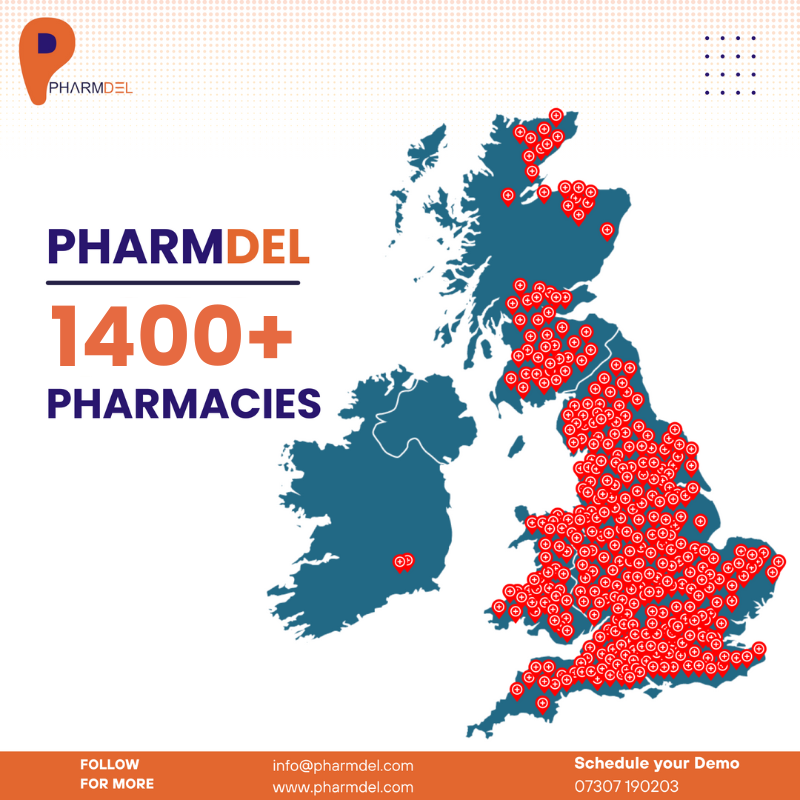 PHARMDEL
PHARMDEL
1400+
PHARMACIES
FOLLOW
FOR MORE
info@pharmdel.com
www.pharmdel.com
Schedule your Demo
07307 190203